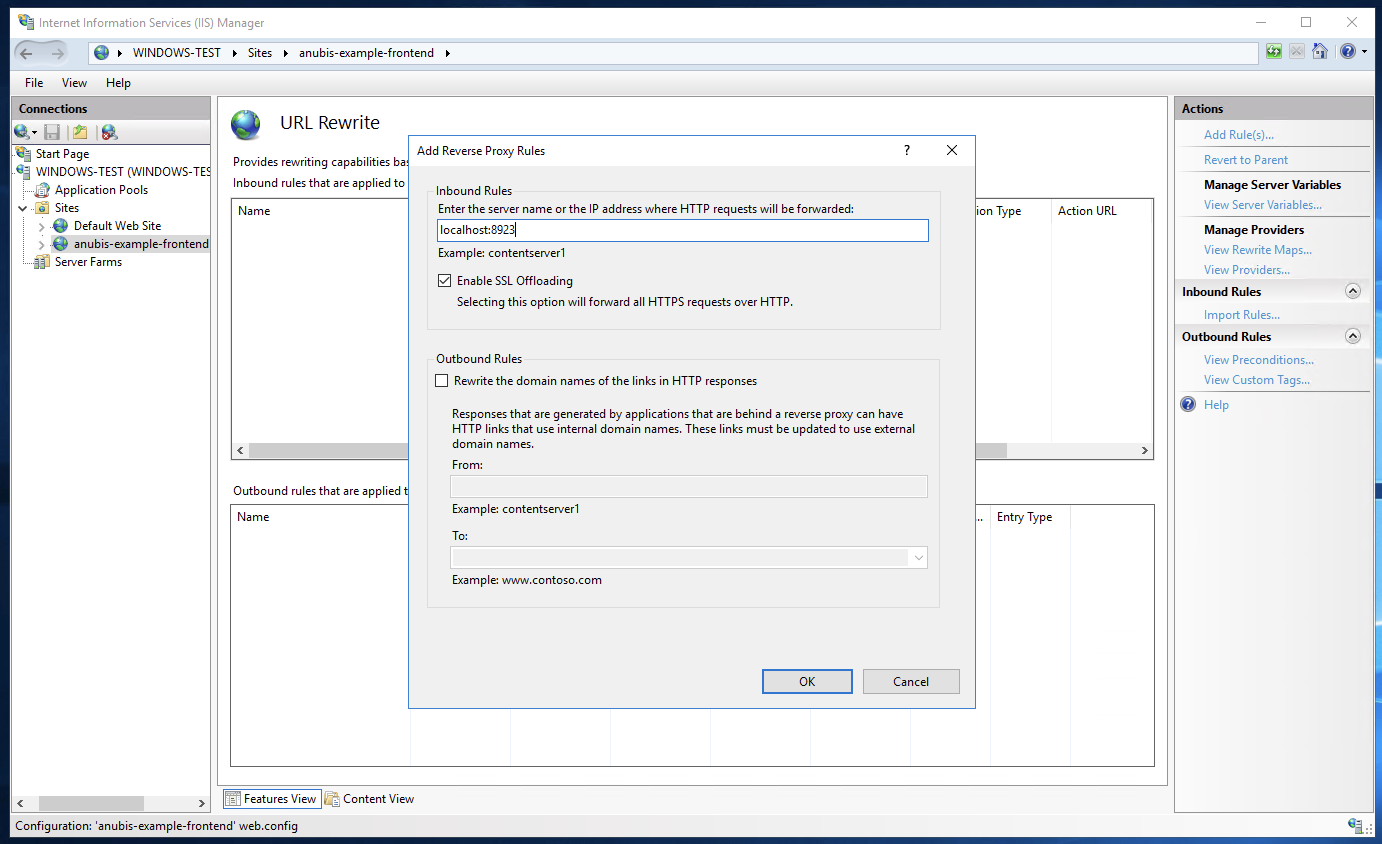 Internet Information Services (IIS) Manager
WINDOWS-TEST
Sites
anubis-example-frontend
File
View
Help
Connections
Start Page
WINDOWS-TEST (WINDOWS-TES
Application Pools
Sites
Default Web Site
anubis-example-frontend
Server Farms
URL Rewrite
Provides rewriting capabilities bas
Inbound rules that are applied to
Name
ion Type
Action URL
Outbound rules that are applied t
Name
...
Entry Type
Features View
Content View
Add Reverse Proxy Rules
?
Inbound Rules
Enter the server name or the IP address where HTTP requests will be forwarded:
localhost:8923
Example: contentserver1
Enable SSL Offloading
Selecting this option will forward all HTTPS requests over HTTP.
Outbound Rules
Rewrite the domain names of the links in HTTP responses
Responses that are generated by applications that are behind a reverse proxy can have
HTTP links that use internal domain names. These links must be updated to use external
domain names.
From:
Example: contentserver1
To:
Example: www.contoso.com
OK
Cancel
Actions
Add Rule(s)...
Revert to Parent
Manage Server Variables
View Server Variables...
Manage Providers
View Rewrite Maps...
View Providers...
Inbound Rules
Import Rules...
Outbound Rules
View Preconditions...
View Custom Tags...
Help
Configuration: 'anubis-example-frontend' web.config